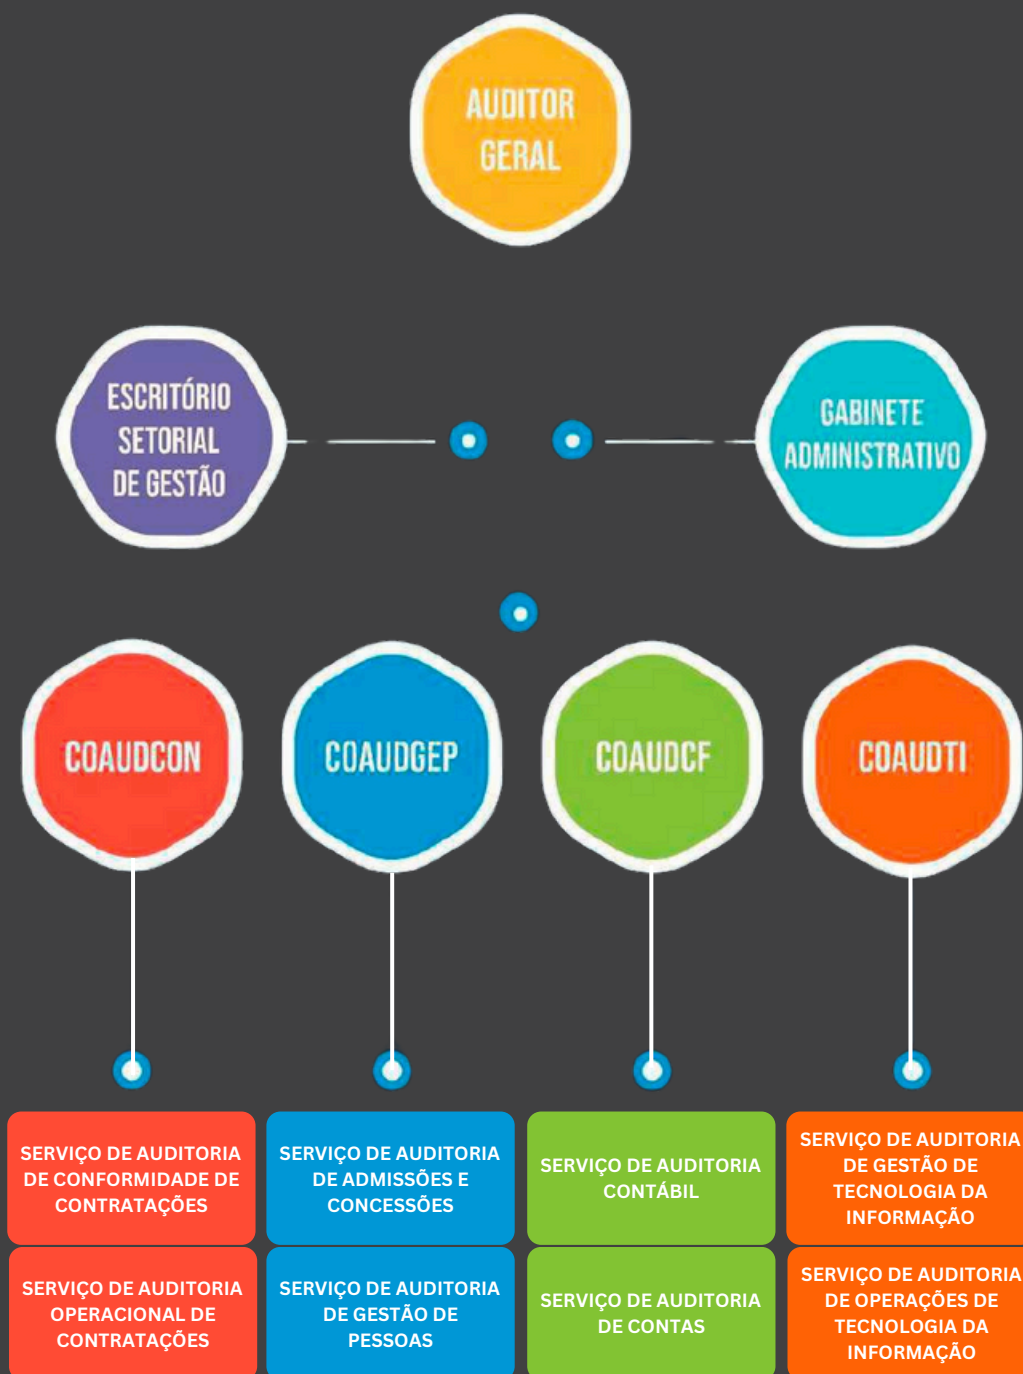 AUDITOR
GERAL
ESCRITÓRIO
SETORIAL
DE GESTÃO
GABINETE
ADMINISTRATIVO
COAUDCON
COAUDGEP
COAUDCF
COAUDTI
SERVIÇO DE AUDITORIA
DE CONFORMIDADE DE
CONTRATAÇÕES
SERVIÇO DE AUDITORIA
DE ADMISSÕES E
CONCESSÕES
SERVIÇO DE AUDITORIA
CONTÁBIL
SERVIÇO DE AUDITORIA
DE GESTÃO DE
TECNOLOGIA DA
INFORMAÇÃO
SERVIÇO DE AUDITORIA
OPERACIONAL DE
CONTRATAÇÕES
SERVIÇO DE AUDITORIA
DE GESTÃO DE
PESSOAS
SERVIÇO DE AUDITORIA
DE CONTAS
SERVIÇO DE AUDITORIA
DE OPERAÇÕES DE
TECNOLOGIA DA
INFORMAÇÃO